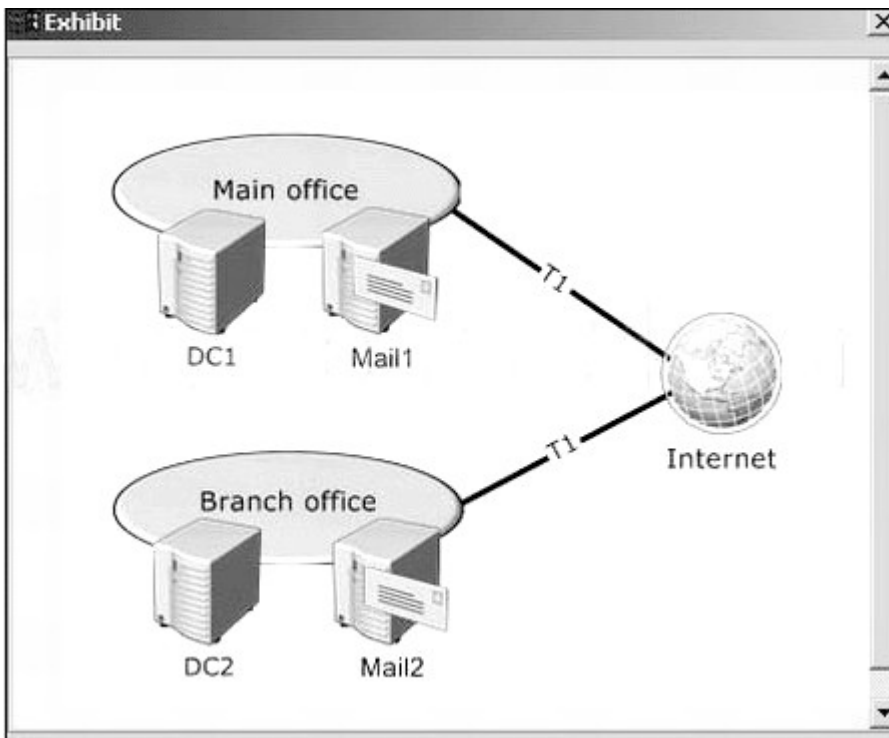 Exhibit
Main office
DC1
Mail1
T1
Internet
T1
Branch office
DC2
Mail2